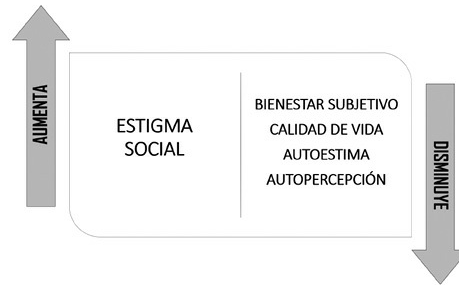 AUMENTA
ESTIGMA
SOCIAL
BIENESTAR SUBJETIVO
CALIDAD DE VIDA
AUTOESTIMA
AUTOPERCEPCIÓN
DISMINUYE